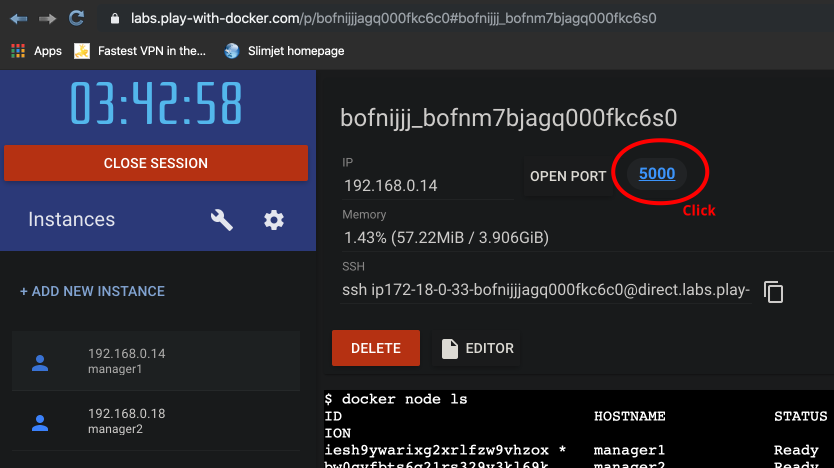 labs.play-with-docker.com/p/bofnijjjagq000fkc6c0#bofnijjj_bofnm7bjagq000fkc6s0
Apps Fastest VPN in the... Slimjet homepage
03:42:58
CLOSE SESSION
Instances
+ ADD NEW INSTANCE
192.168.0.14
manager1
192.168.0.18
manager2
bofnijjj_bofnm7bjagq000fkc6s0
IP
192.168.0.14
OPEN PORT
5000
Click
Memory
1.43% (57.22MiB / 3.906GiB)
SSH
ssh ip172-18-0-33-bofnijjjagq000fkc6c0@direct.labs.play-
DELETE
EDITOR
$ docker node ls
ID HOSTNAME STATUS
ION
iesh9ywarixg2xrlfzw9vhzox * manager1 Ready
manager2 Ready